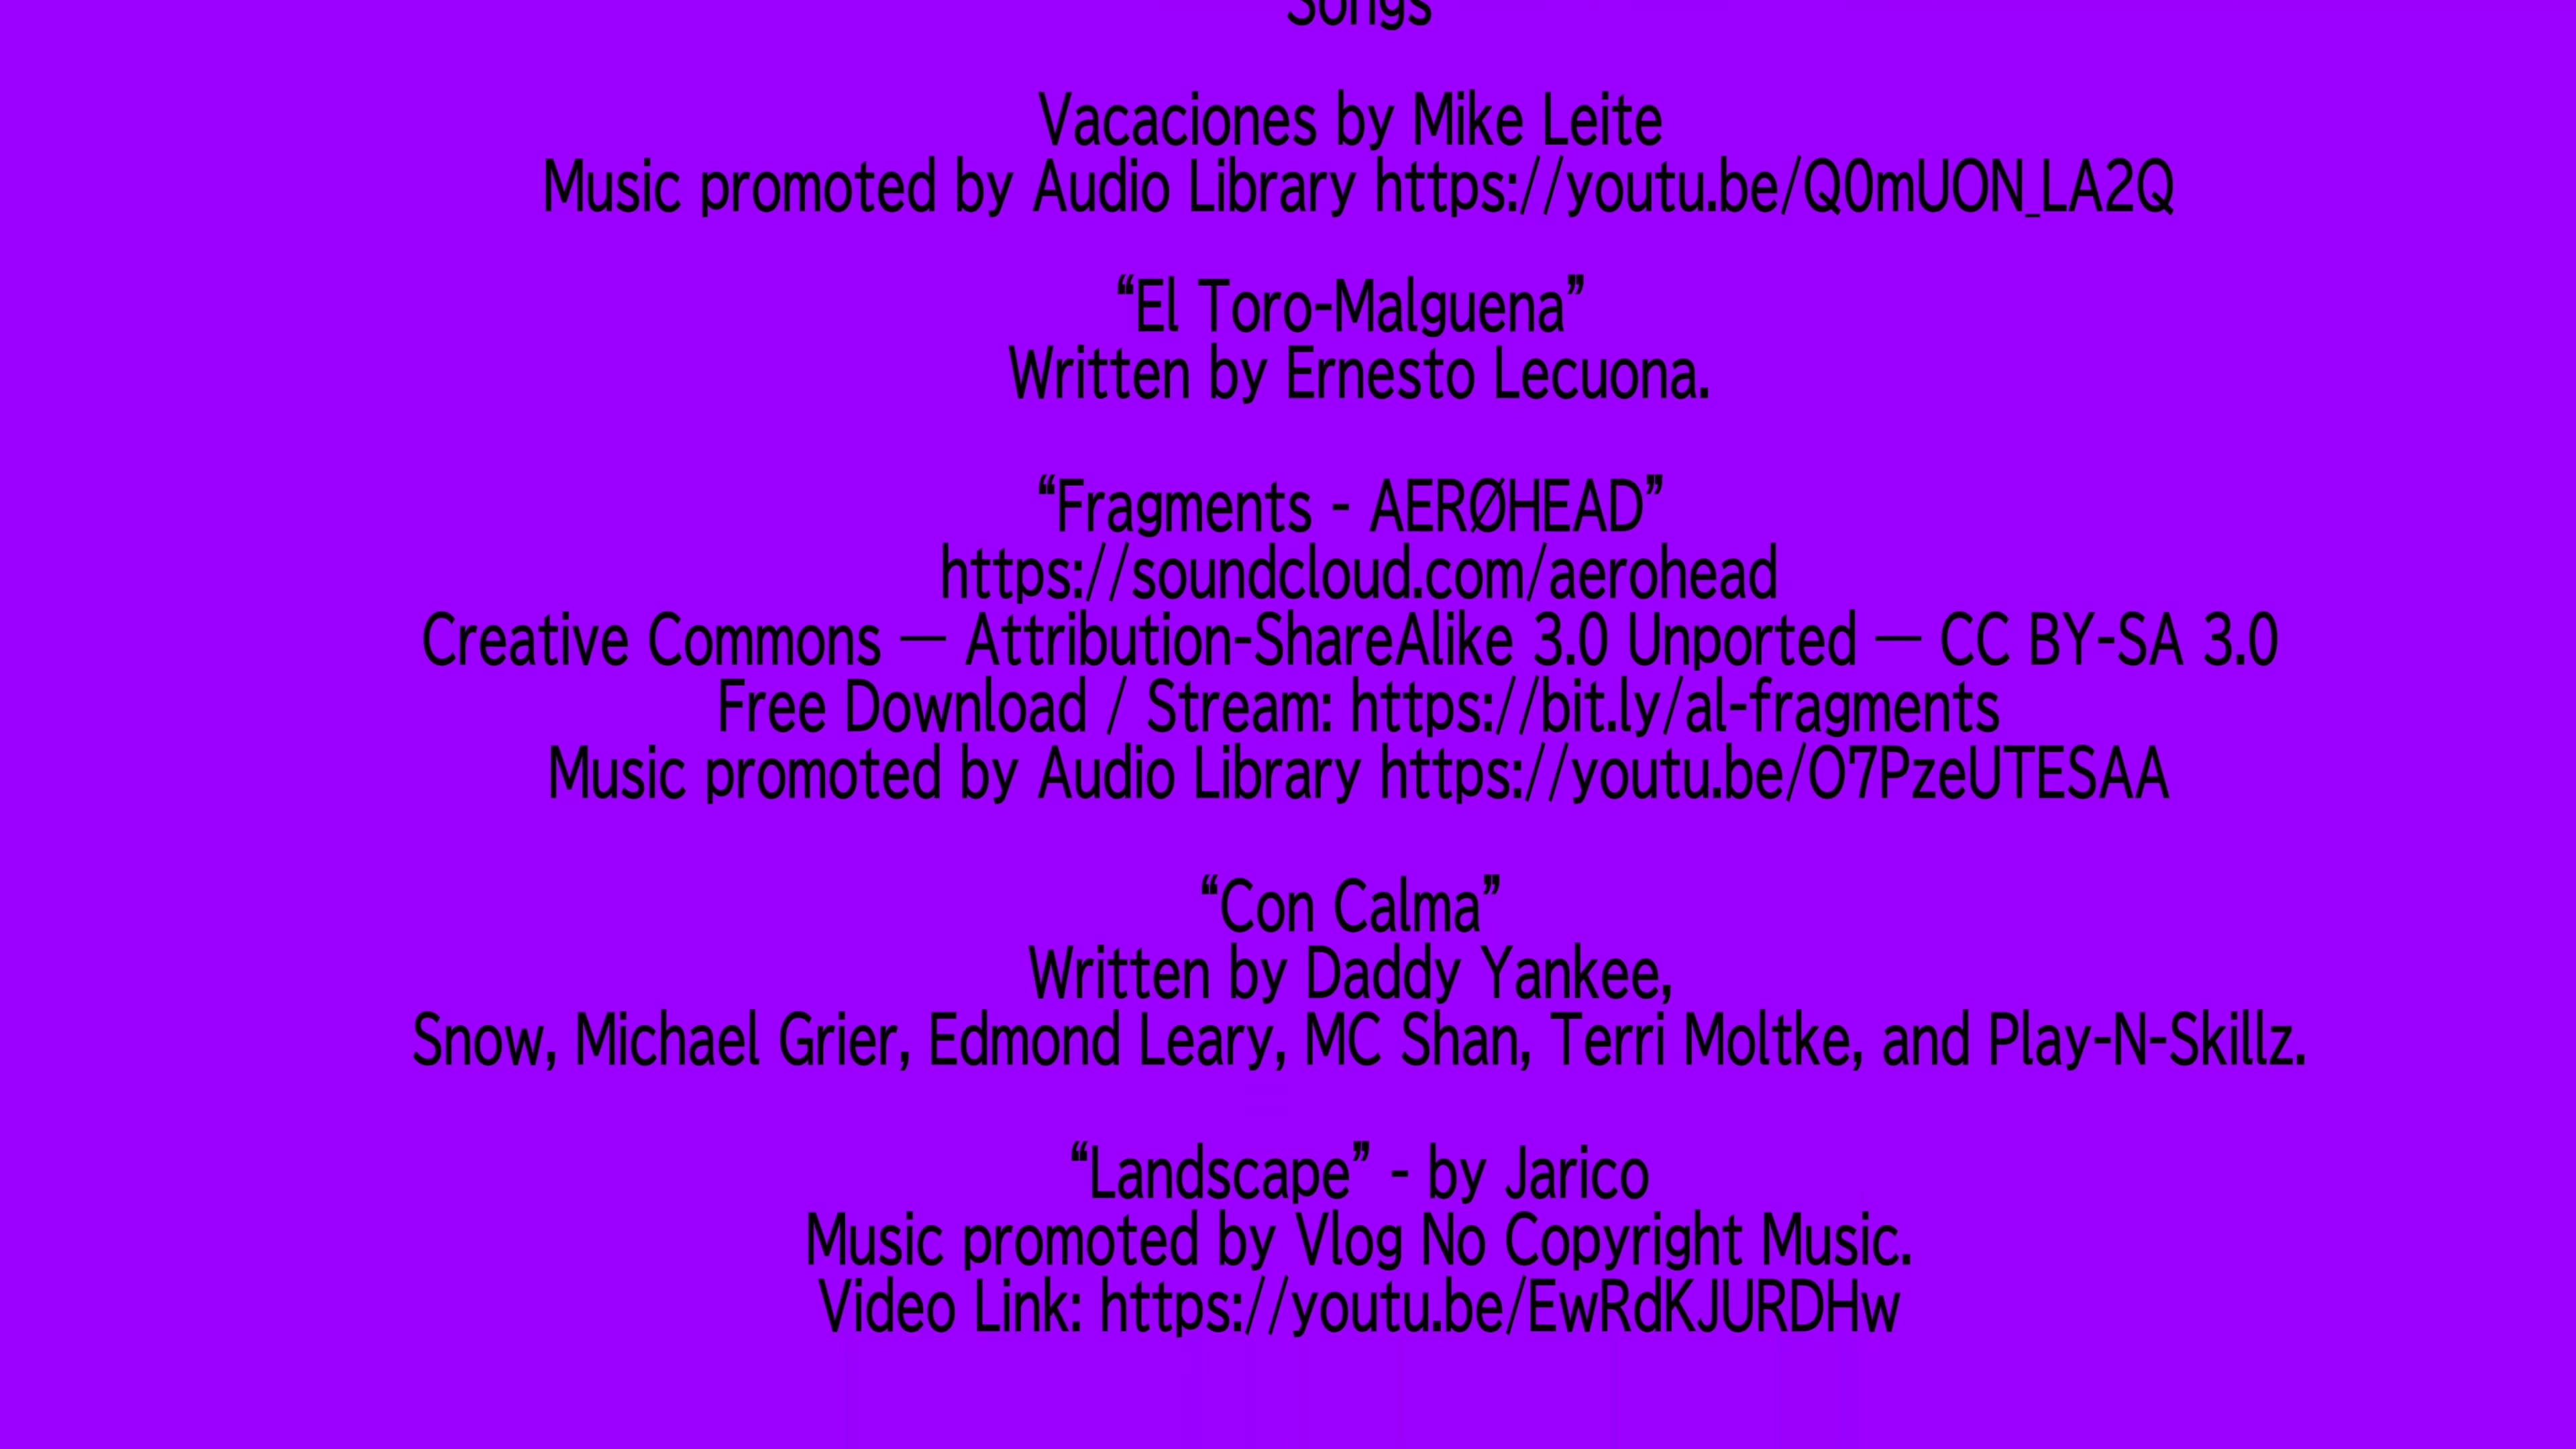 Songs
Vacaciones by Mike Leite
Music promoted by Audio Library https://youtu.be/Q0mUON_LA2Q
“El Toro-Malguena”
Written by Ernesto Lecuona.
“Fragments - AERØHEAD”
https://soundcloud.com/aerohead
Creative Commons — Attribution-ShareAlike 3.0 Unported — CC BY-SA 3.0
Free Download / Stream: https://bit.ly/al-fragments
Music promoted by Audio Library https://youtu.be/O7PzeUTESAA
“Con Calma”
Written by Daddy Yankee,
Snow, Michael Grier, Edmond Leary, MC Shan, Terri Moltke, and Play-N-Skillz.
“Landscape” - by Jarico
Music promoted by Vlog No Copyright Music.
Video Link: https://youtu.be/EwRdKJURDHw